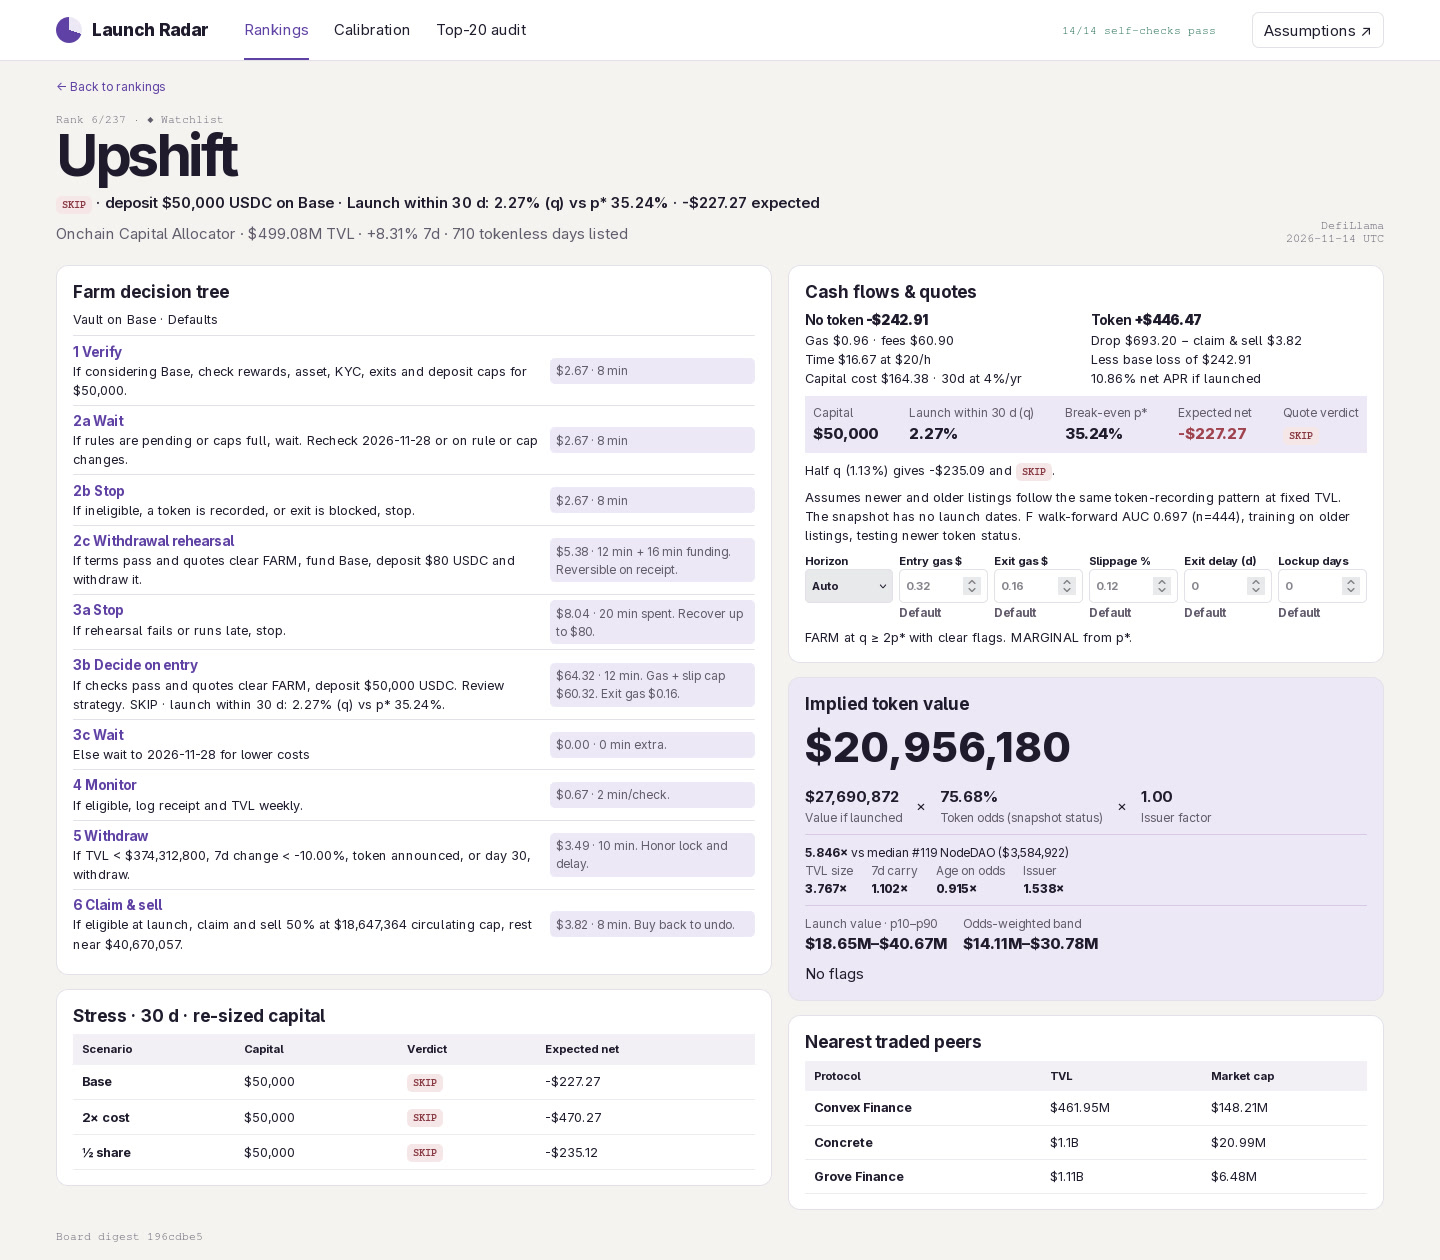 Launch Radar
Rankings
Calibration
Top-20 audit
14/14 self-checks pass
Assumptions ↗
← Back to rankings
Rank 6/237 · ◆ Watchlist
Upshift
SKIP · deposit $50,000 USDC on Base · Launch within 30 d: 2.27% (q) vs p* 35.24% · -$227.27 expected
Onchain Capital Allocator · $499.08M TVL · +8.31% 7d · 710 tokenless days listed
DefiLlama
2026-11-14 UTC
Farm decision tree
Vault on Base · Defaults
1 Verify
If considering Base, check rewards, asset, KYC, exits and deposit caps for
$50,000.
$2.67 · 8 min
2a Wait
If rules are pending or caps full, wait. Recheck 2026-11-28 or on rule or cap
changes.
$2.67 · 8 min
2b Stop
If ineligible, a token is recorded, or exit is blocked, stop.
$2.67 · 8 min
2c Withdrawal rehearsal
If terms pass and quotes clear FARM, fund Base, deposit $80 USDC and
withdraw it.
$5.38 · 12 min + 16 min funding.
Reversible on receipt.
3a Stop
If rehearsal fails or runs late, stop.
$8.04 · 20 min spent. Recover up
to $80.
3b Decide on entry
If checks pass and quotes clear FARM, deposit $50,000 USDC. Review
strategy. SKIP · launch within 30 d: 2.27% (q) vs p* 35.24%.
$64.32 · 12 min. Gas + slip cap
$60.32. Exit gas $0.16.
3c Wait
Else wait to 2026-11-28 for lower costs
$0.00 · 0 min extra.
4 Monitor
If eligible, log receipt and TVL weekly.
$0.67 · 2 min/check.
5 Withdraw
If TVL < $374,312,800, 7d change < -10.00%, token announced, or day 30,
withdraw.
$3.49 · 10 min. Honor lock and
delay.
6 Claim & sell
If eligible at launch, claim and sell 50% at $18,647,364 circulating cap, rest
near $40,670,057.
$3.82 · 8 min. Buy back to undo.
Stress · 30 d · re-sized capital
Scenario Capital Verdict Expected net
Base $50,000 SKIP -$227.27
2× cost $50,000 SKIP -$470.27
½ share $50,000 SKIP -$235.12
Cash flows & quotes
No token -$242.91
Gas $0.96 · fees $60.90
Time $16.67 at $20/h
Capital cost $164.38 · 30d at 4%/yr
Token +$446.47
Drop $693.20 − claim & sell $3.82
Less base loss of $242.91
10.86% net APR if launched
Capital Launch within 30 d (q) Break-even p* Expected net Quote verdict
$50,000 2.27% 35.24% -$227.27 SKIP
Half q (1.13%) gives -$235.09 and SKIP.
Assumes newer and older listings follow the same token-recording pattern at fixed TVL.
The snapshot has no launch dates. F walk-forward AUC 0.697 (n=444), training on older
listings, testing newer token status.
Horizon Entry gas $ Exit gas $ Slippage % Exit delay (d) Lockup days
Auto 0.32 0.16 0.12 0 0
Default Default Default Default Default
FARM at q ≥ 2p* with clear flags. MARGINAL from p*.
Implied token value
$20,956,180
$27,690,872 × 75.68% × 1.00
Value if launched Token odds (snapshot status) Issuer factor
5.846× vs median #119 NodeDAO ($3,584,922)
TVL size 7d carry Age on odds Issuer
3.767× 1.102× 0.915× 1.538×
Launch value · p10–p90 Odds-weighted band
$18.65M–$40.67M $14.11M–$30.78M
No flags
Nearest traded peers
Protocol TVL Market cap
Convex Finance $461.95M $148.21M
Concrete $1.1B $20.99M
Grove Finance $1.11B $6.48M
Board digest 196cdbe5